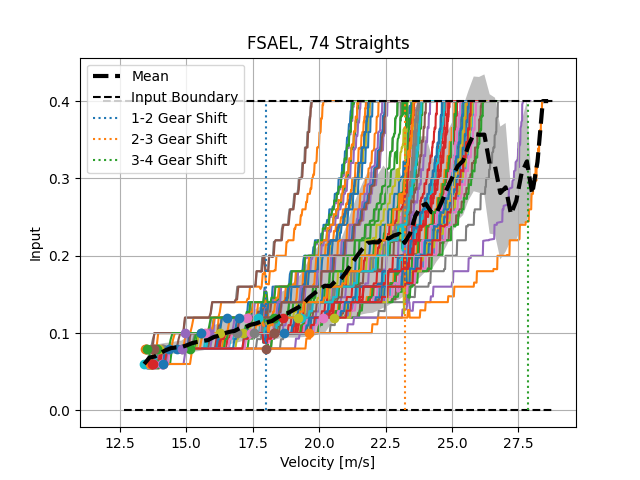 FSAEL, 74 Straights
Mean
Input Boundary
1-2 Gear Shift
2-3 Gear Shift
3-4 Gear Shift
Input
0.4
0.3
0.2
0.1
0.0
12.5 15.0 17.5 20.0 22.5 25.0 27.5
Velocity [m/s]